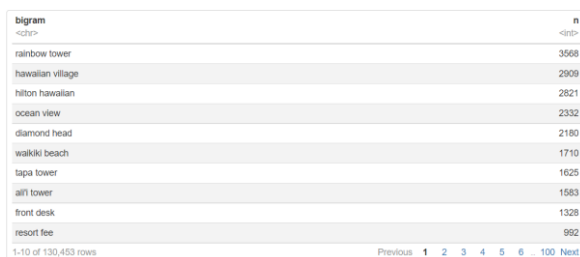 bigram n
<chr> <int>
rainbow tower 3568
hawaiian village 2909
hilton hawaiian 2821
ocean view 2332
diamond head 2180
waikiki beach 1710
tapa tower 1625
ali'i tower 1583
front desk 1328
resort fee 992
1-10 of 130,453 rows Previous 1 2 3 4 5 6 ... 100 Next